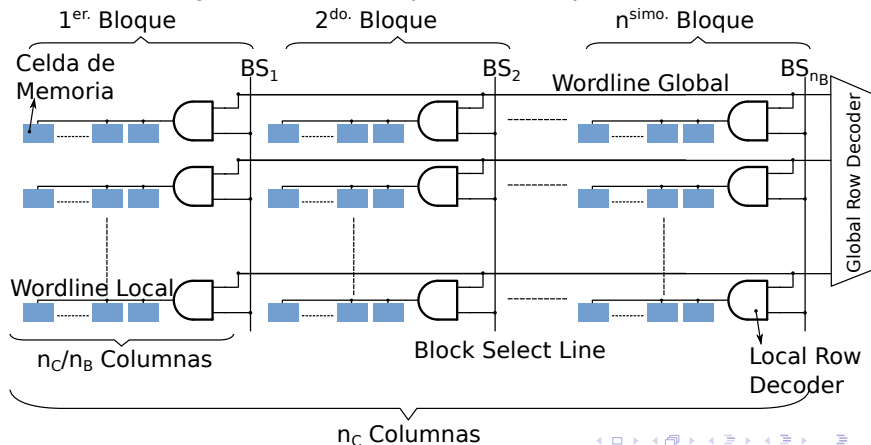 1er. Bloque
2do. Bloque
nsimo. Bloque
Celda de
Memoria
BS1
BS2
BSnB
Wordline Global
Global Row Decoder
Wordline Local
nC/nB Columnas
Block Select Line
Local Row
Decoder
nC Columnas